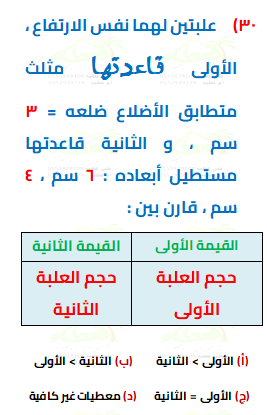 ٣٠) علبتين لهما نفس الارتفاع ،
الأولى قاعدتها مثلث
متطابق الأضلاع ضلعه = ٣
سم ، و الثانية قاعدتها
مستطيل أبعاده : ٦ سم ، ٤
سم ، قارن بين :
القيمة الأولى القيمة الثانية
حجم العلبة الأولى حجم العلبة الثانية
(أ) الأولى > الثانية (ب) الثانية > الأولى
(ج) الأولى = الثانية (د) معطيات غير كافية